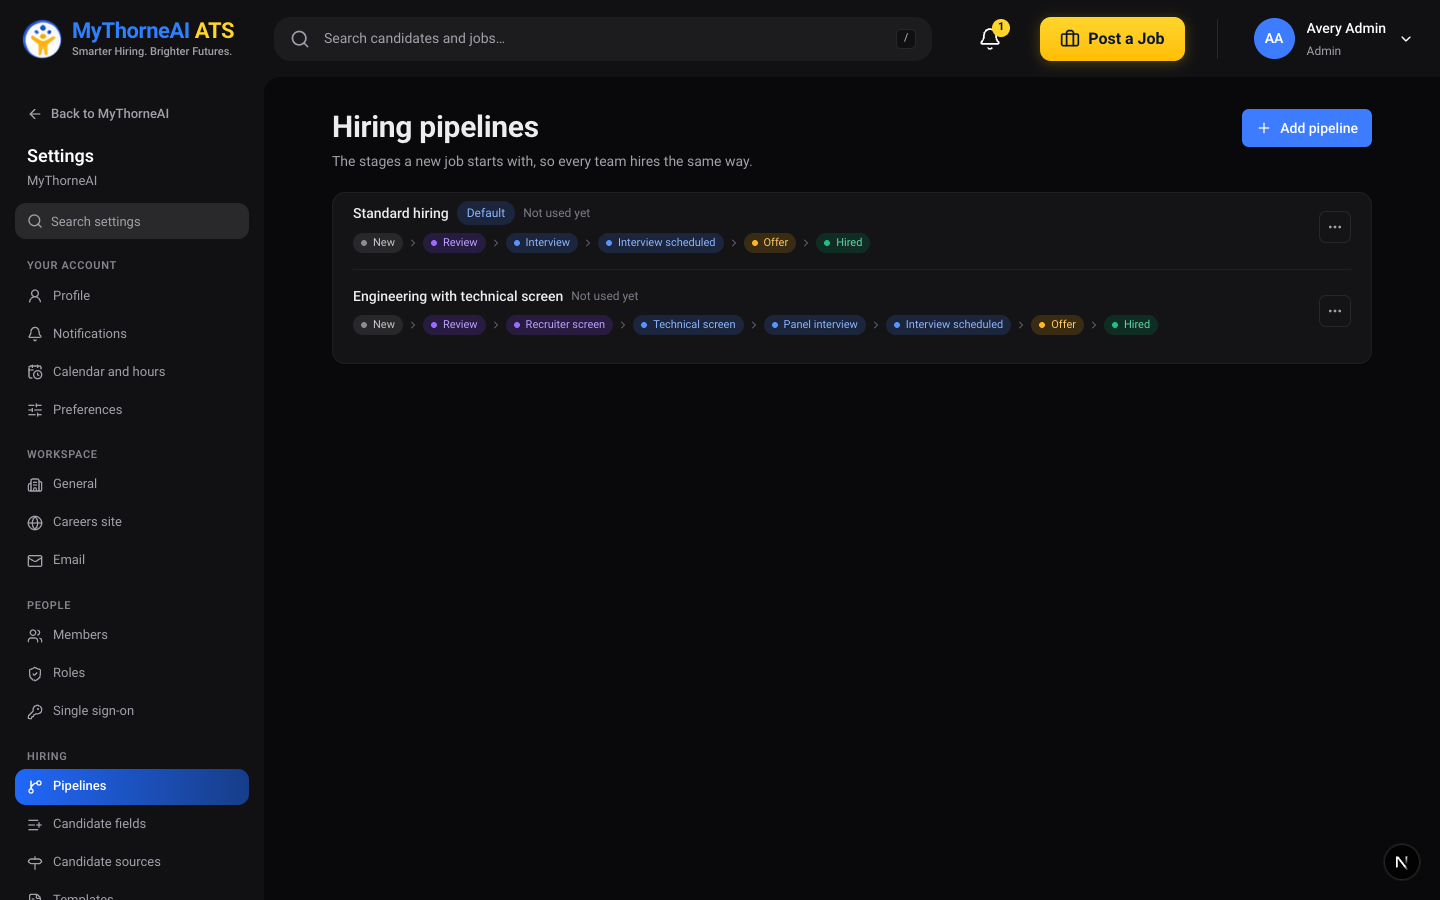 MyThorneAI ATS
Smarter Hiring. Brighter Futures.
Search candidates and jobs...
/
1
Post a Job
AA
Avery Admin
Admin
Back to MyThorneAI
Settings
MyThorneAI
Search settings
YOUR ACCOUNT
Profile
Notifications
Calendar and hours
Preferences
WORKSPACE
General
Careers site
Email
PEOPLE
Members
Roles
Single sign-on
HIRING
Pipelines
Candidate fields
Candidate sources
Templates
Hiring pipelines
Add pipeline
The stages a new job starts with, so every team hires the same way.
Standard hiring Default Not used yet
New > Review > Interview > Interview scheduled > Offer > Hired
Engineering with technical screen Not used yet
New > Review > Recruiter screen > Technical screen > Panel interview > Interview scheduled > Offer > Hired
N